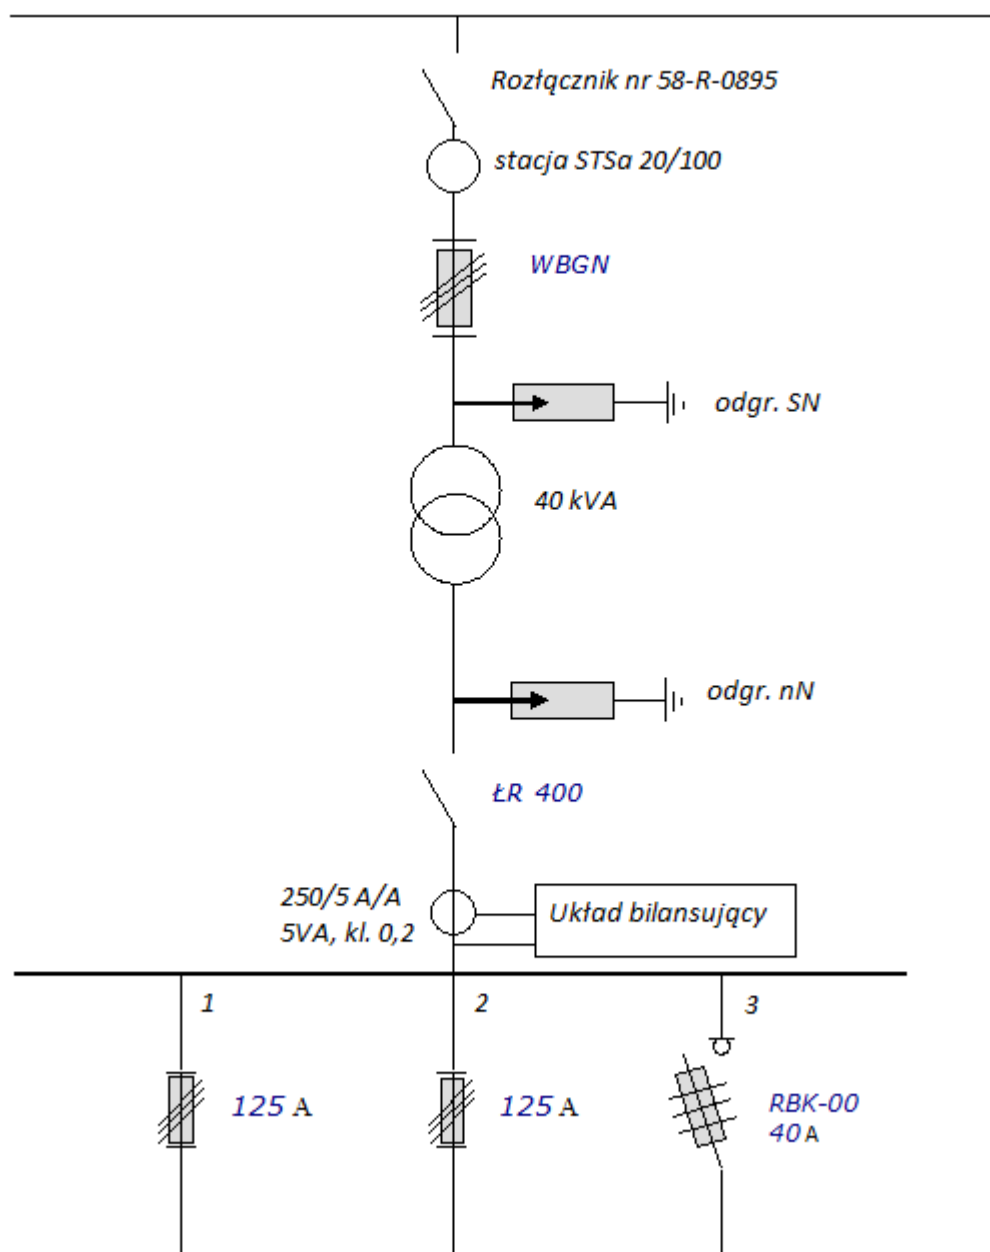 Rozłącznik nr 58-R-0895
stacja STSa 20/100
WBGN
odgr. SN
40 kVA
odgr. nN
ŁR 400
250/5 A/A
5VA, kl. 0,2
Układ bilansujący
1
2
3
125 A
125 A
RBK-00
40 A